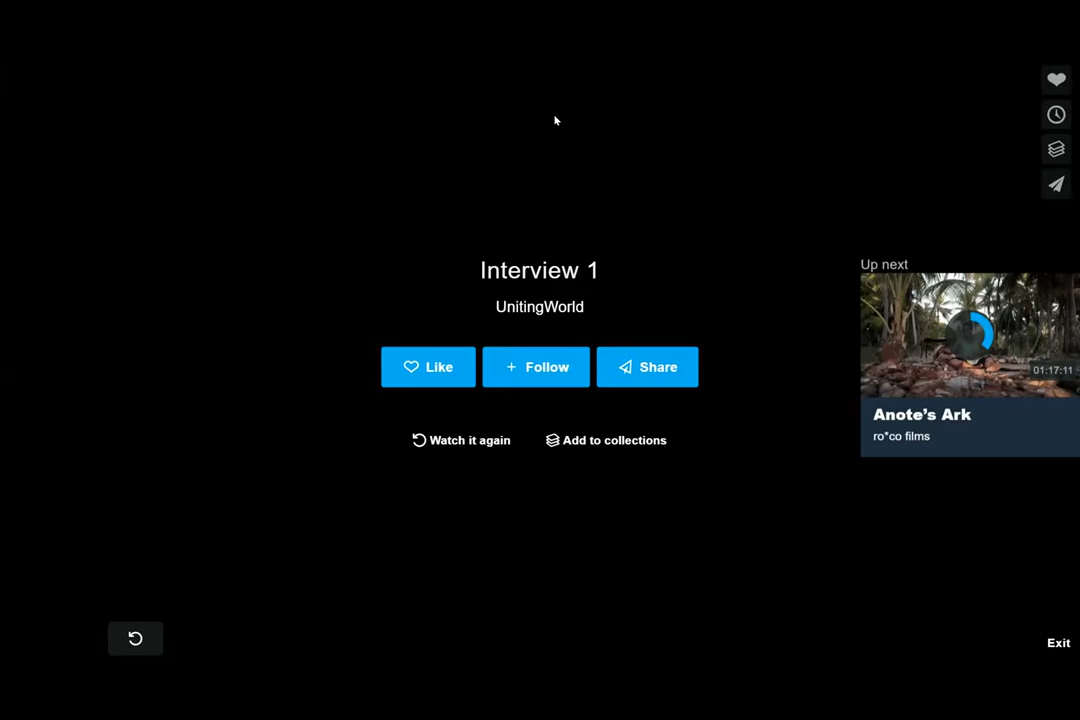 Interview 1
UnitingWorld
Like
Follow
Share
Watch it again
Add to collections
Up next
01:17:11
Anote's Ark
ro*co films
Exit